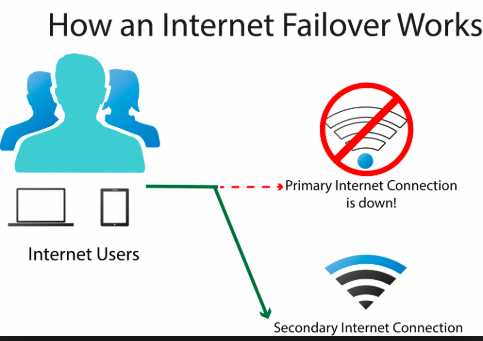 How an Internet Failover Works
Primary Internet Connection
is down!
Internet Users
Secondary Internet Connection